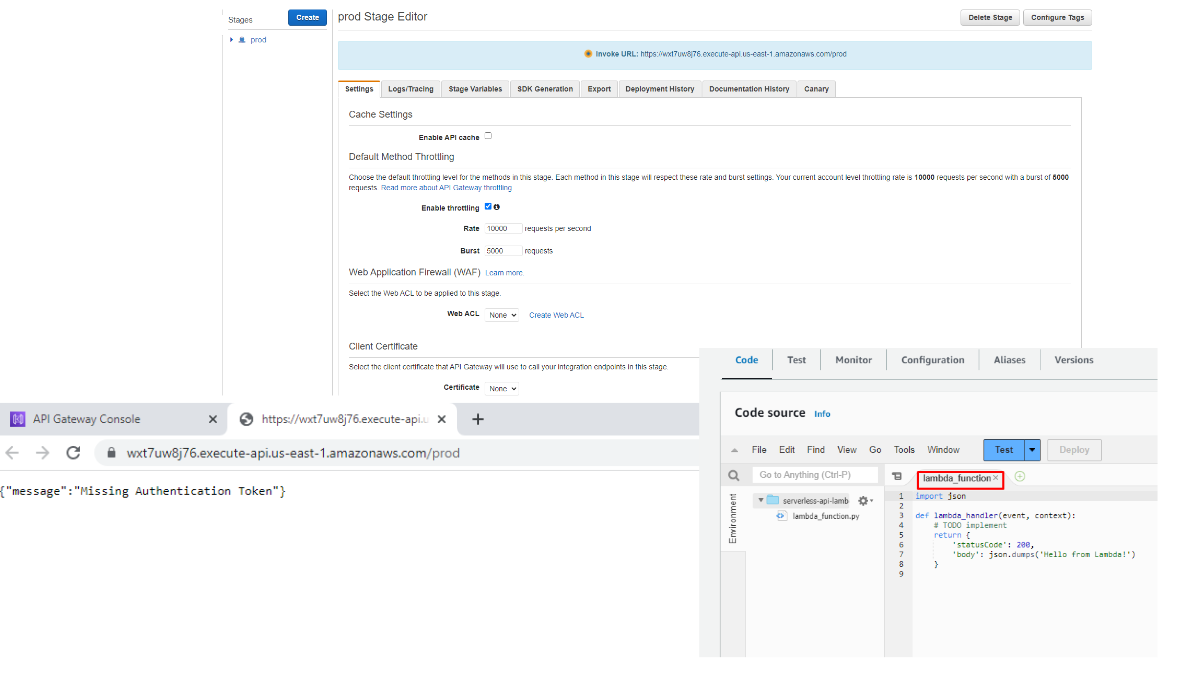 Stages
Create
prod
prod Stage Editor
Delete Stage
Configure Tags
Invoke URL: https://wxt7uw8j76.execute-api.us-east-1.amazonaws.com/prod
Settings
Logs/Tracing
Stage Variables
SDK Generation
Export
Deployment History
Documentation History
Canary
Cache Settings
Enable API cache
Default Method Throttling
Choose the default throttling level for the methods in this stage. Each method in this stage will respect these rate and burst settings. Your current account level throttling rate is 10000 requests per second with a burst of 5000
requests. Read more about API Gateway throttling
Enable throttling
Rate 10000 requests per second
Burst 5000 requests
Web Application Firewall (WAF) Learn more.
Select the Web ACL to be applied to this stage.
Web ACL None Create Web ACL
Client Certificate
Select the client certificate that API Gateway will use to call your integration endpoints in this stage.
Certificate None
API Gateway Console
https://wxt7uw8j76.execute-api.u
wxt7uw8j76.execute-api.us-east-1.amazonaws.com/prod
{"message":"Missing Authentication Token"}
Code
Test
Monitor
Configuration
Aliases
Versions
Code source Info
File Edit Find View Go Tools Window
Test
Deploy
Go to Anything (Ctrl-P)
Environment
serverless-api-lamb
lambda_function.py
lambda_function
1 import json
2
3 def lambda_handler(event, context):
4 # TODO implement
5 return {
6 'statusCode': 200,
7 'body': json.dumps('Hello from Lambda!')
8 }
9